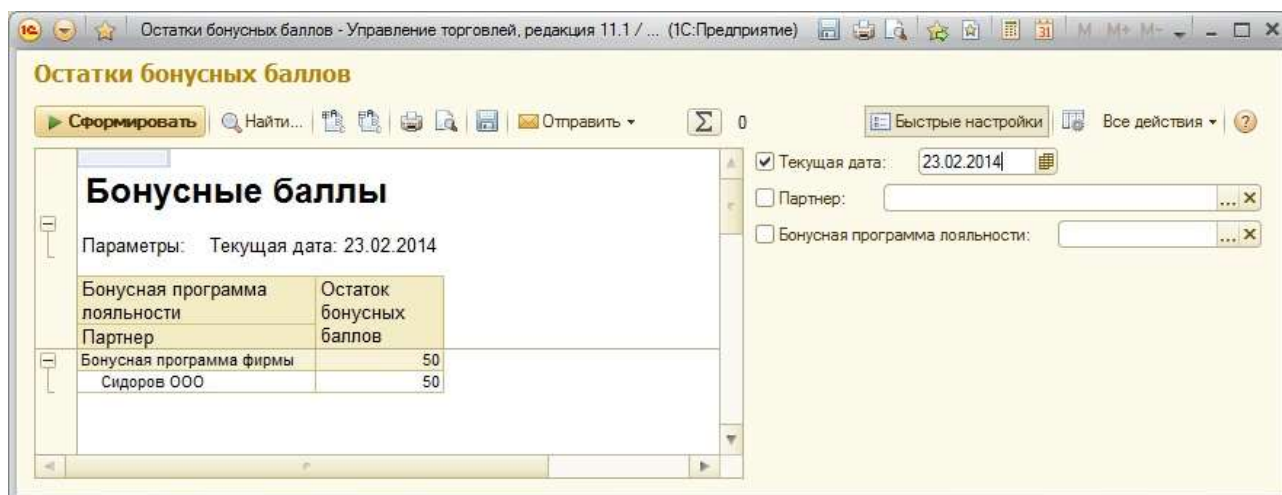 Остатки бонусных баллов - Управление торговлей, редакция 11.1 / ... (1С:Предприятие)
31 M M+ M-
Остатки бонусных баллов
Сформировать Найти... Отправить Σ 0 Быстрые настройки Все действия ?
Текущая дата: 23.02.2014
Бонусные баллы
Партнер: ...
Параметры: Текущая дата: 23.02.2014
Бонусная программа лояльности: ...
Бонусная программа лояльности
Остаток бонусных баллов
Партнер
Бонусная программа фирмы 50
Сидоров ООО 50